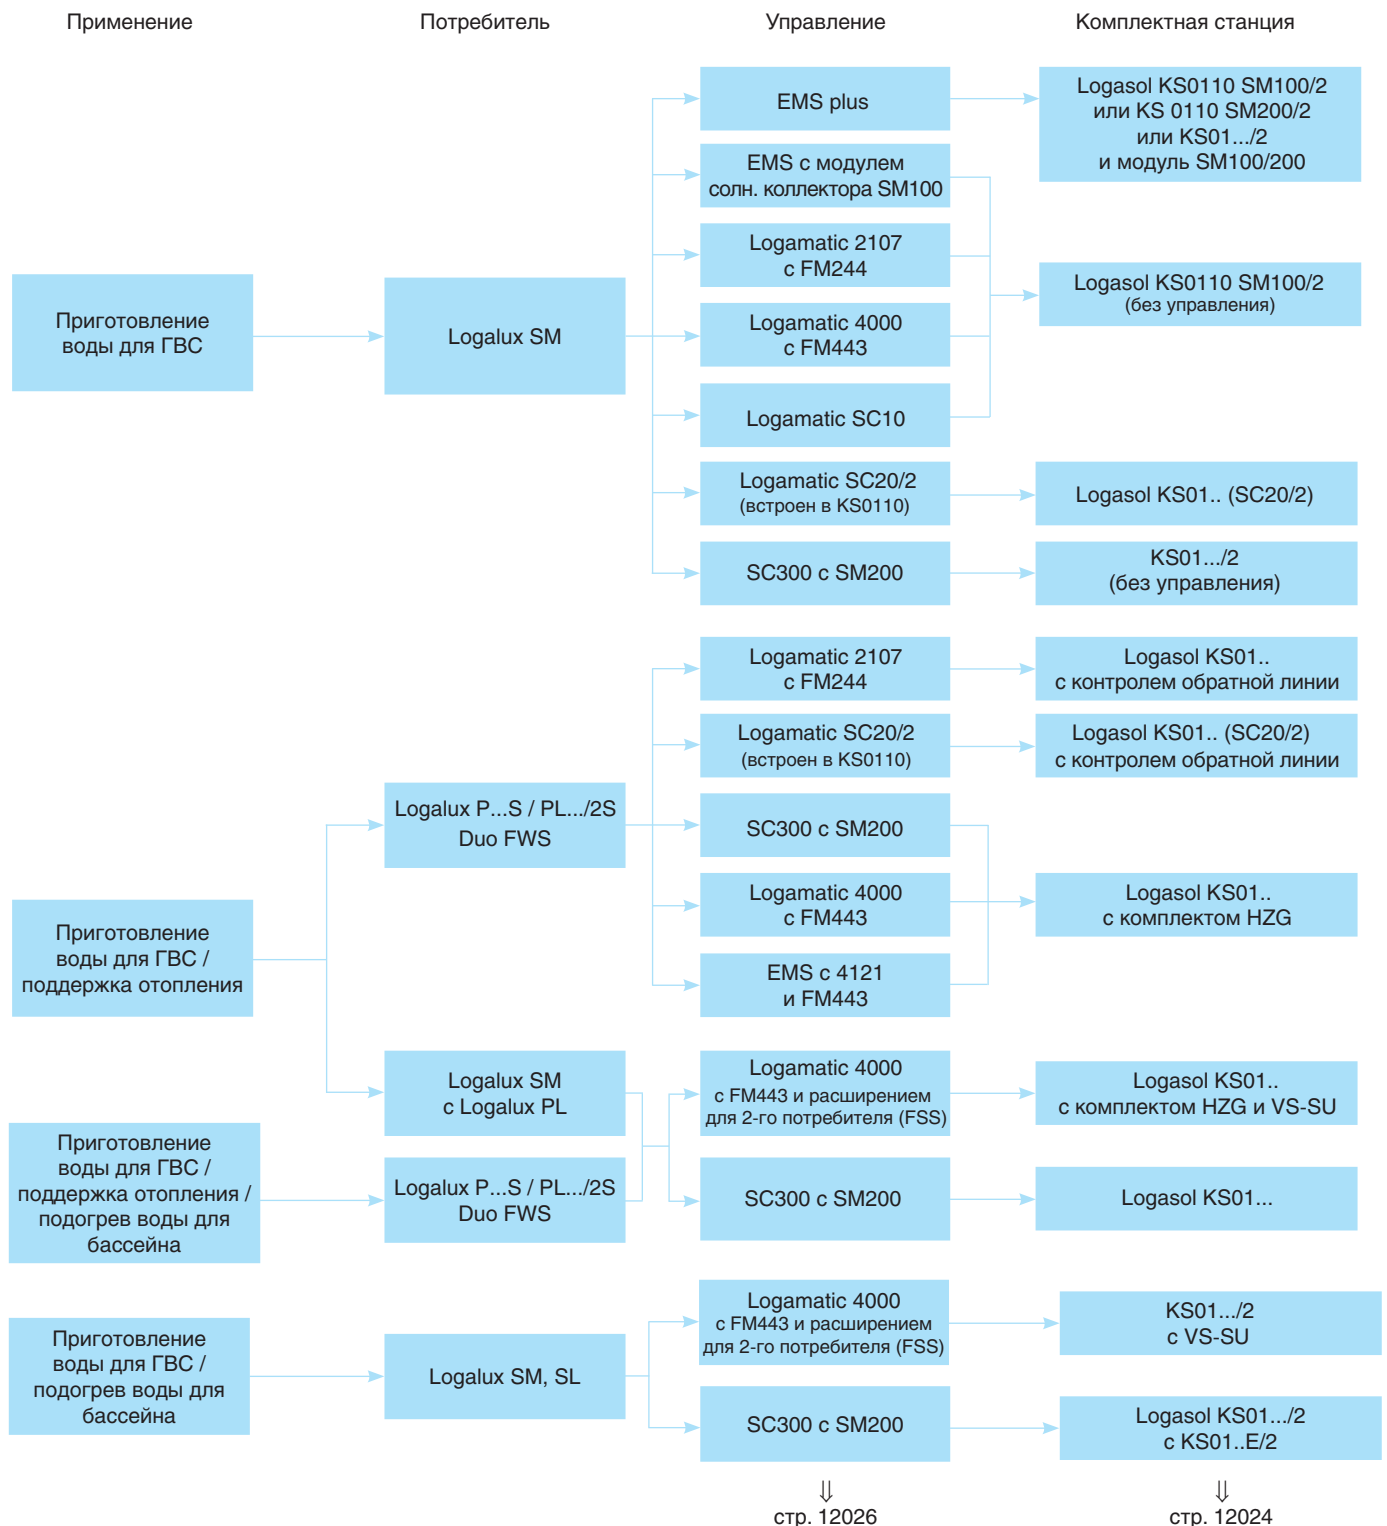 Применение
Потребитель
Управление
Комплектная станция
Приготовление
воды для ГВС
Logalux SM
EMS plus
Logasol KS0110 SM100/2
или KS 0110 SM200/2
или KS01.../2
и модуль SM100/200
EMS с модулем
солн. коллектора SM100
Logamatic 2107
с FM244
Logamatic 4000
с FM443
Logamatic SC10
Logasol KS0110 SM100/2
(без управления)
Logamatic SC20/2
(встроен в KS0110)
Logasol KS01.. (SC20/2)
SC300 с SM200
KS01.../2
(без управления)
Приготовление
воды для ГВС /
поддержка отопления
Logalux P...S / PL.../2S
Duo FWS
Logamatic 2107
с FM244
Logasol KS01..
с контролем обратной линии
Logamatic SC20/2
(встроен в KS0110)
Logasol KS01.. (SC20/2)
с контролем обратной линии
SC300 с SM200
Logamatic 4000
с FM443
EMS с 4121
и FM443
Logasol KS01..
с комплектом HZG
Logalux SM
с Logalux PL
Logamatic 4000
с FM443 и расширением
для 2-го потребителя (FSS)
Logasol KS01..
с комплектом HZG и VS-SU
Приготовление
воды для ГВС /
поддержка отопления /
подогрев воды для
бассейна
Logalux P...S / PL.../2S
Duo FWS
SC300 с SM200
Logasol KS01...
Приготовление
воды для ГВС /
подогрев воды для
бассейна
Logalux SM, SL
Logamatic 4000
с FM443 и расширением
для 2-го потребителя (FSS)
KS01.../2
с VS-SU
SC300 с SM200
Logasol KS01.../2
с KS01..E/2
⇓
стр. 12026
⇓
стр. 12024